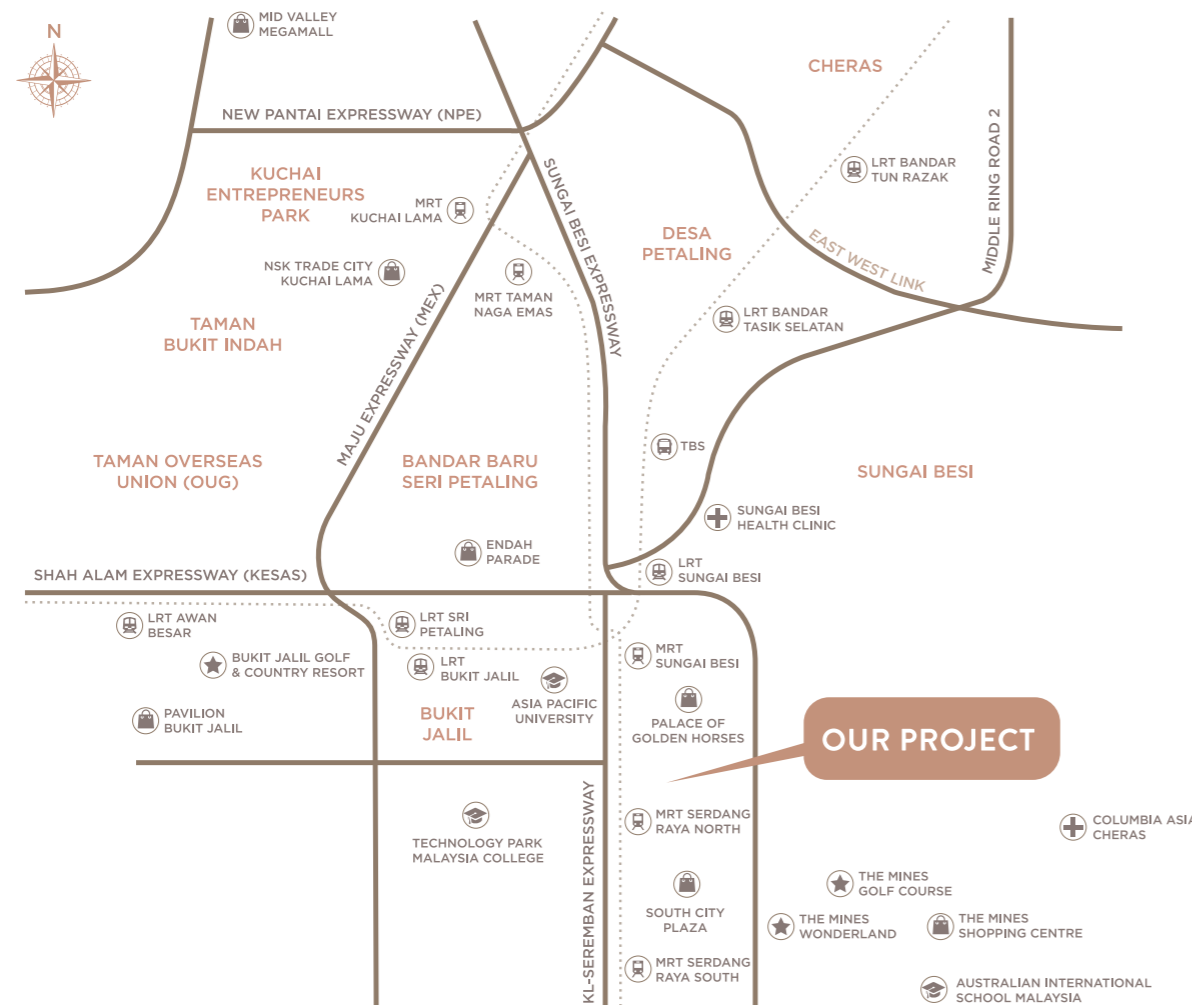 MID VALLEY
MEGAMALL
N
CHERAS
NEW PANTAI EXPRESSWAY (NPE)
MIDDLE RING ROAD 2
LRT BANDAR
TUN RAZAK
KUCHAI
ENTREPRENEURS
PARK
MRT
KUCHAI LAMA
SUNGAI BESI EXPRESSWAY
DESA
PETALING
EAST WEST LINK
NSK TRADE CITY
KUCHAI LAMA
MRT TAMAN
NAGA EMAS
TAMAN
BUKIT INDAH
LRT BANDAR
TASIK SELATAN
MAJU EXPRESSWAY (MEX)
TBS
TAMAN OVERSEAS
UNION (OUG)
BANDAR BARU
SERI PETALING
SUNGAI BESI
SUNGAI BESI
HEALTH CLINIC
ENDAH
PARADE
LRT
SUNGAI BESI
SHAH ALAM EXPRESSWAY (KESAS)
LRT AWAN
BESAR
LRT SRI
PETALING
BUKIT JALIL GOLF
& COUNTRY RESORT
LRT
BUKIT JALIL
MRT
SUNGAI BESI
ASIA PACIFIC
UNIVERSITY
PAVILION
BUKIT JALIL
BUKIT
JALIL
PALACE OF
GOLDEN HORSES
OUR PROJECT
KL-SEREMBAN EXPRESSWAY
MRT SERDANG
RAYA NORTH
COLUMBIA ASIA
CHERAS
TECHNOLOGY PARK
MALAYSIA COLLEGE
THE MINES
GOLF COURSE
SOUTH CITY
PLAZA
THE MINES
WONDERLAND
THE MINES
SHOPPING CENTRE
MRT SERDANG
RAYA SOUTH
AUSTRALIAN INTERNATIONAL
SCHOOL MALAYSIA